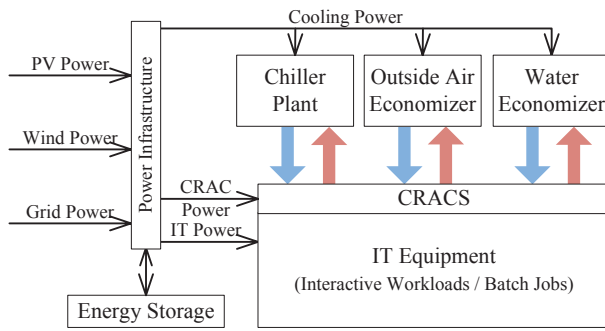 Cooling Power
PV Power
Wind Power
Grid Power
Power Infrastructure
Chiller
Plant
Outside Air
Economizer
Water
Economizer
CRAC
Power
IT Power
CRACS
IT Equipment
(Interactive Workloads / Batch Jobs)
Energy Storage